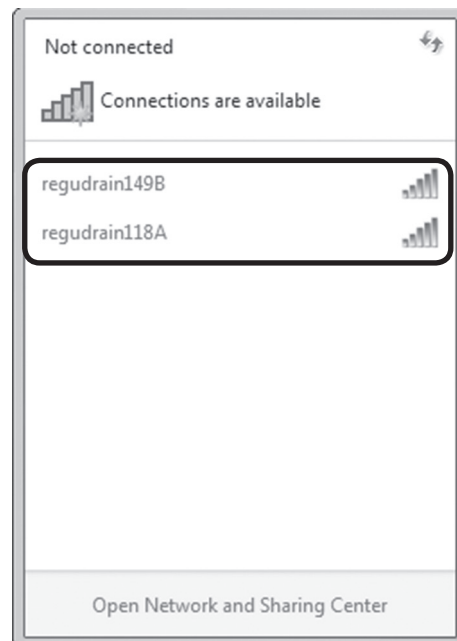 Not connected
Connections are available
regudrain149B
regudrain118A
Open Network and Sharing Center